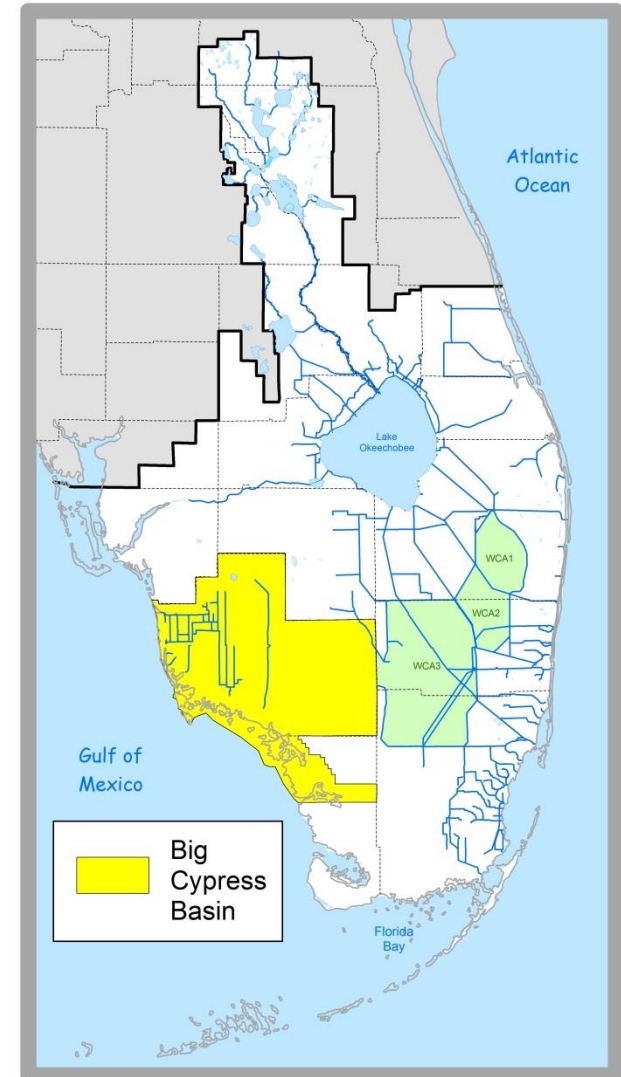 Atlantic
Ocean
Lake
Okeechobee
WCA1
WCA2
WCA3
Gulf of
Mexico
Big
Cypress
Basin
Florida
Bay